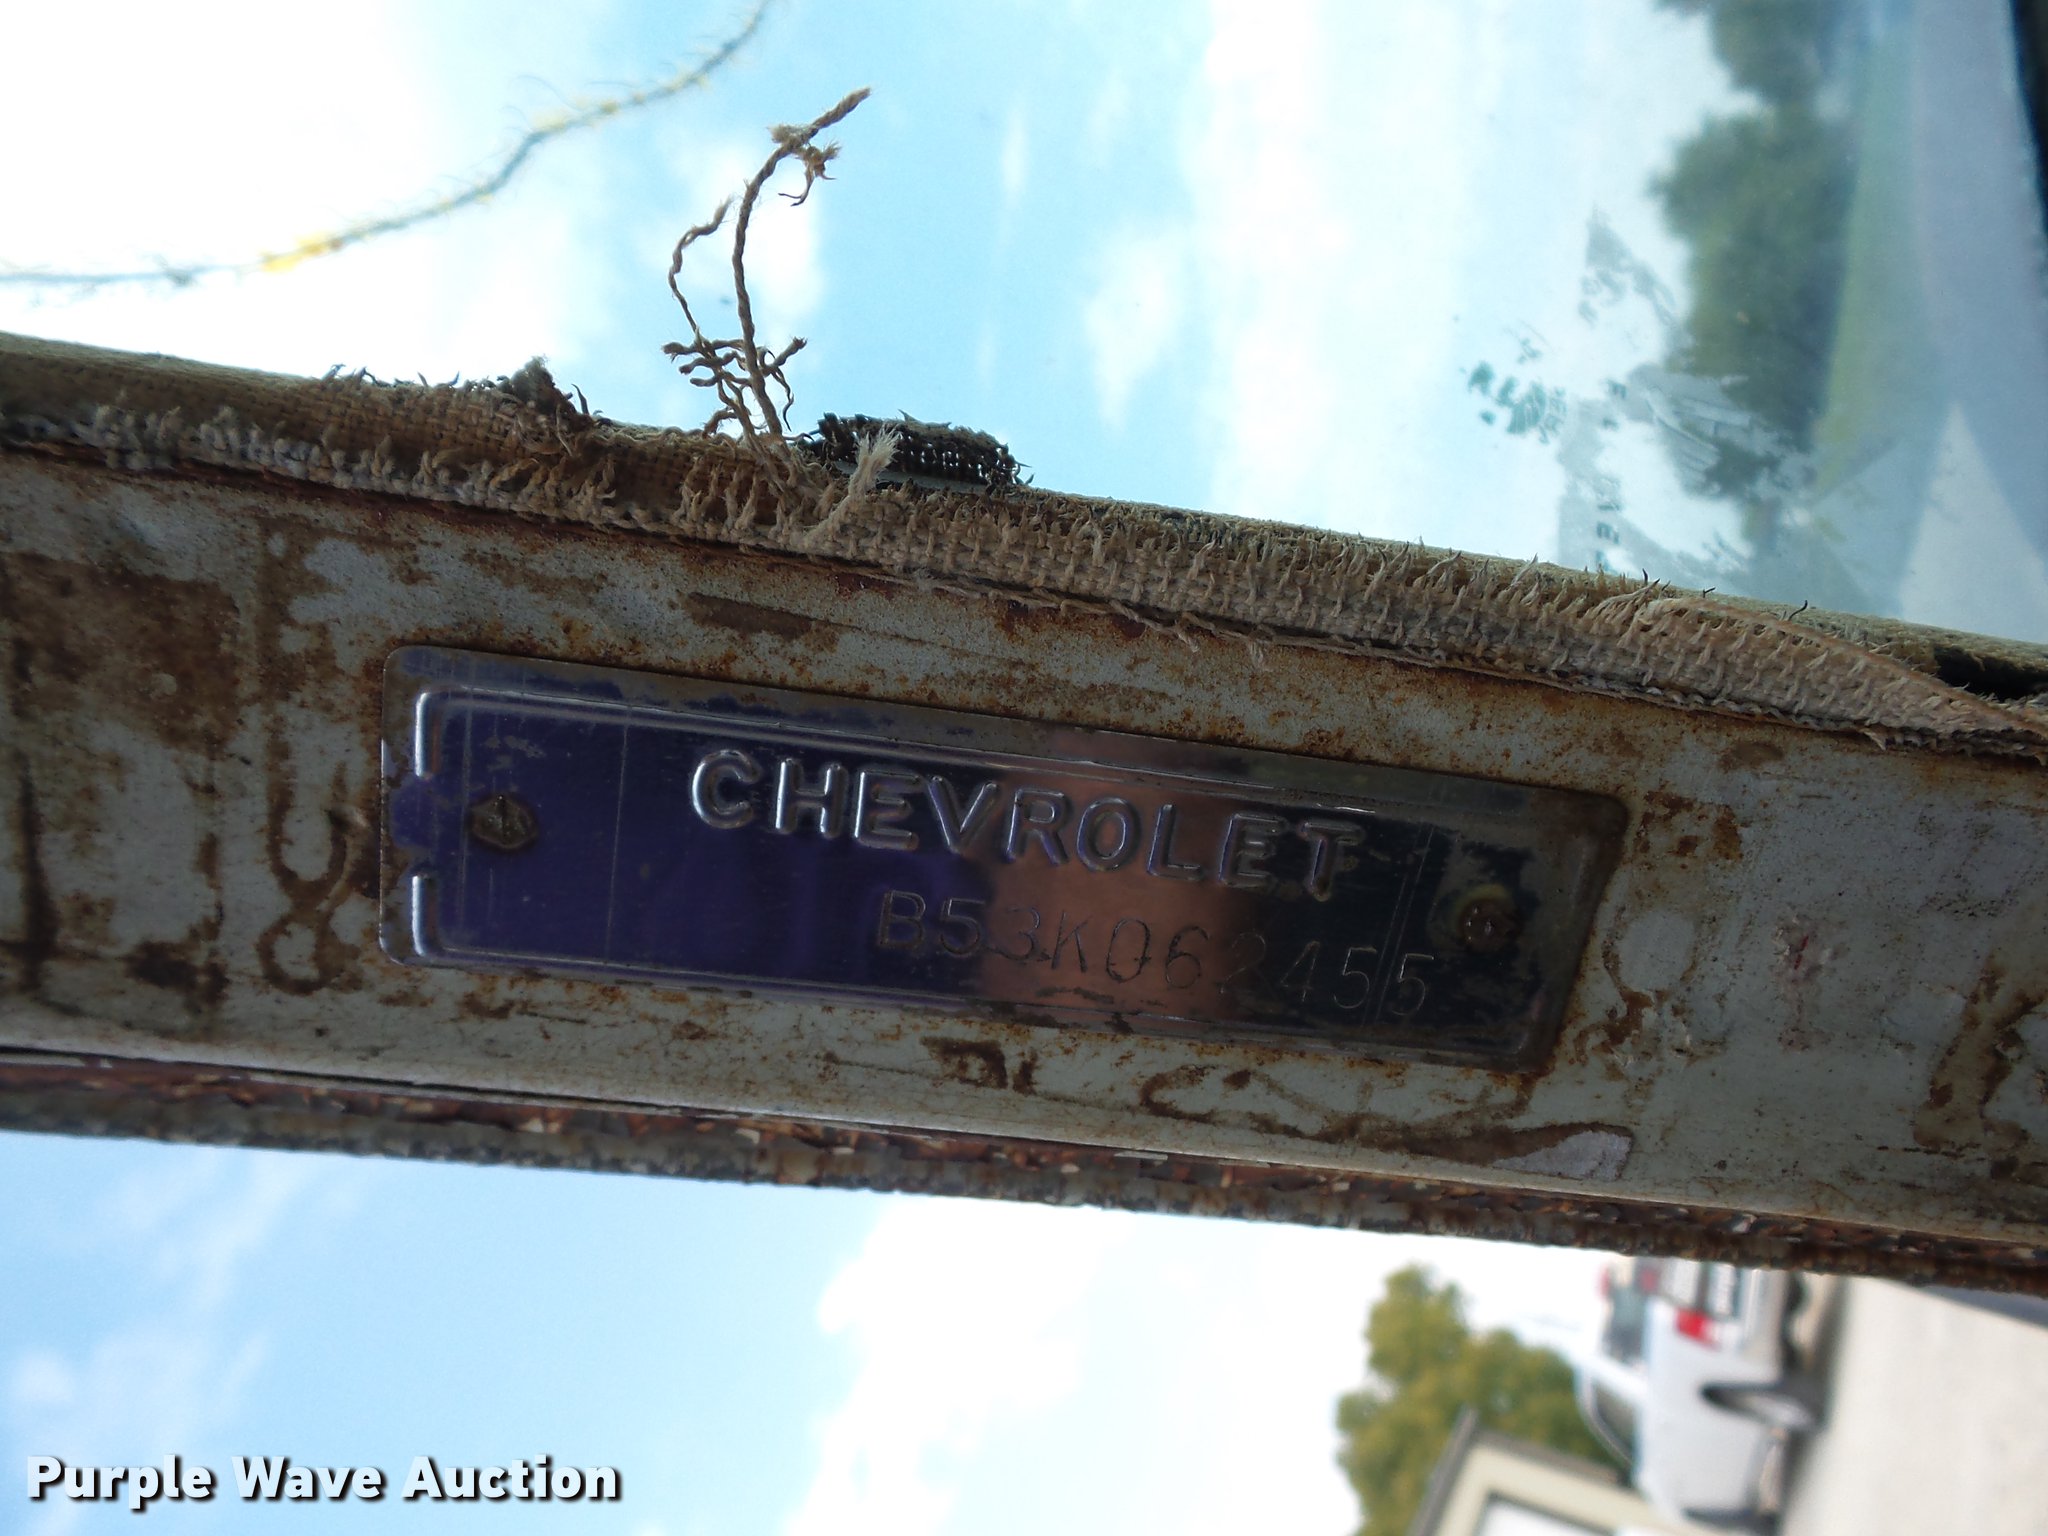 CHEVROLET
B53K062455
Purple Wave Auction